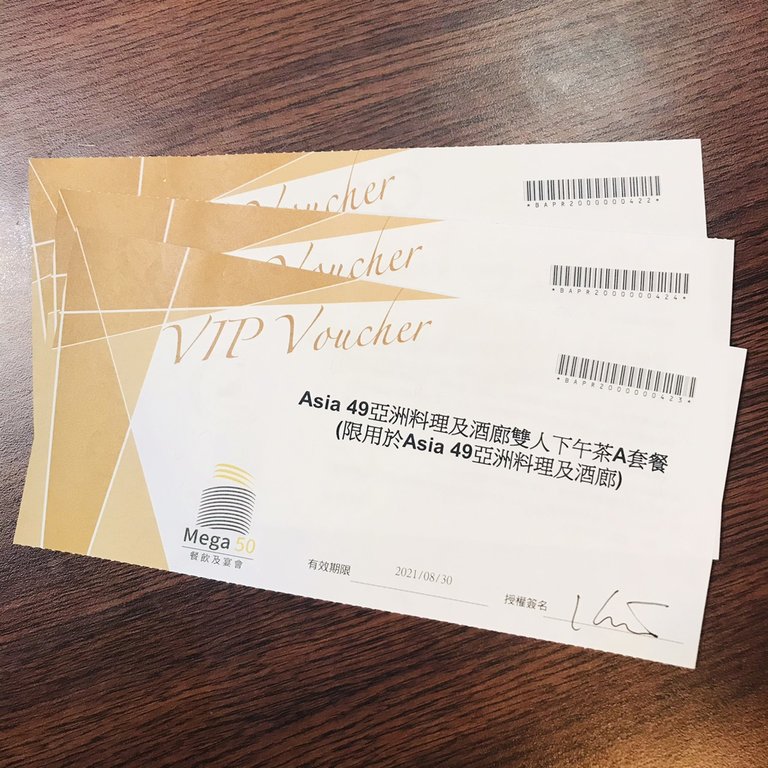 Voucher
*BAPR2000000422*
Voucher
*BAPR2000000424*
VIP Voucher
*BAPR2000000423*
Asia 49亞洲料理及酒廊雙人下午茶A套餐
(限用於Asia 49亞洲料理及酒廊)
Mega 50
餐飲及宴會
有效期限 2021/08/30
授權簽名